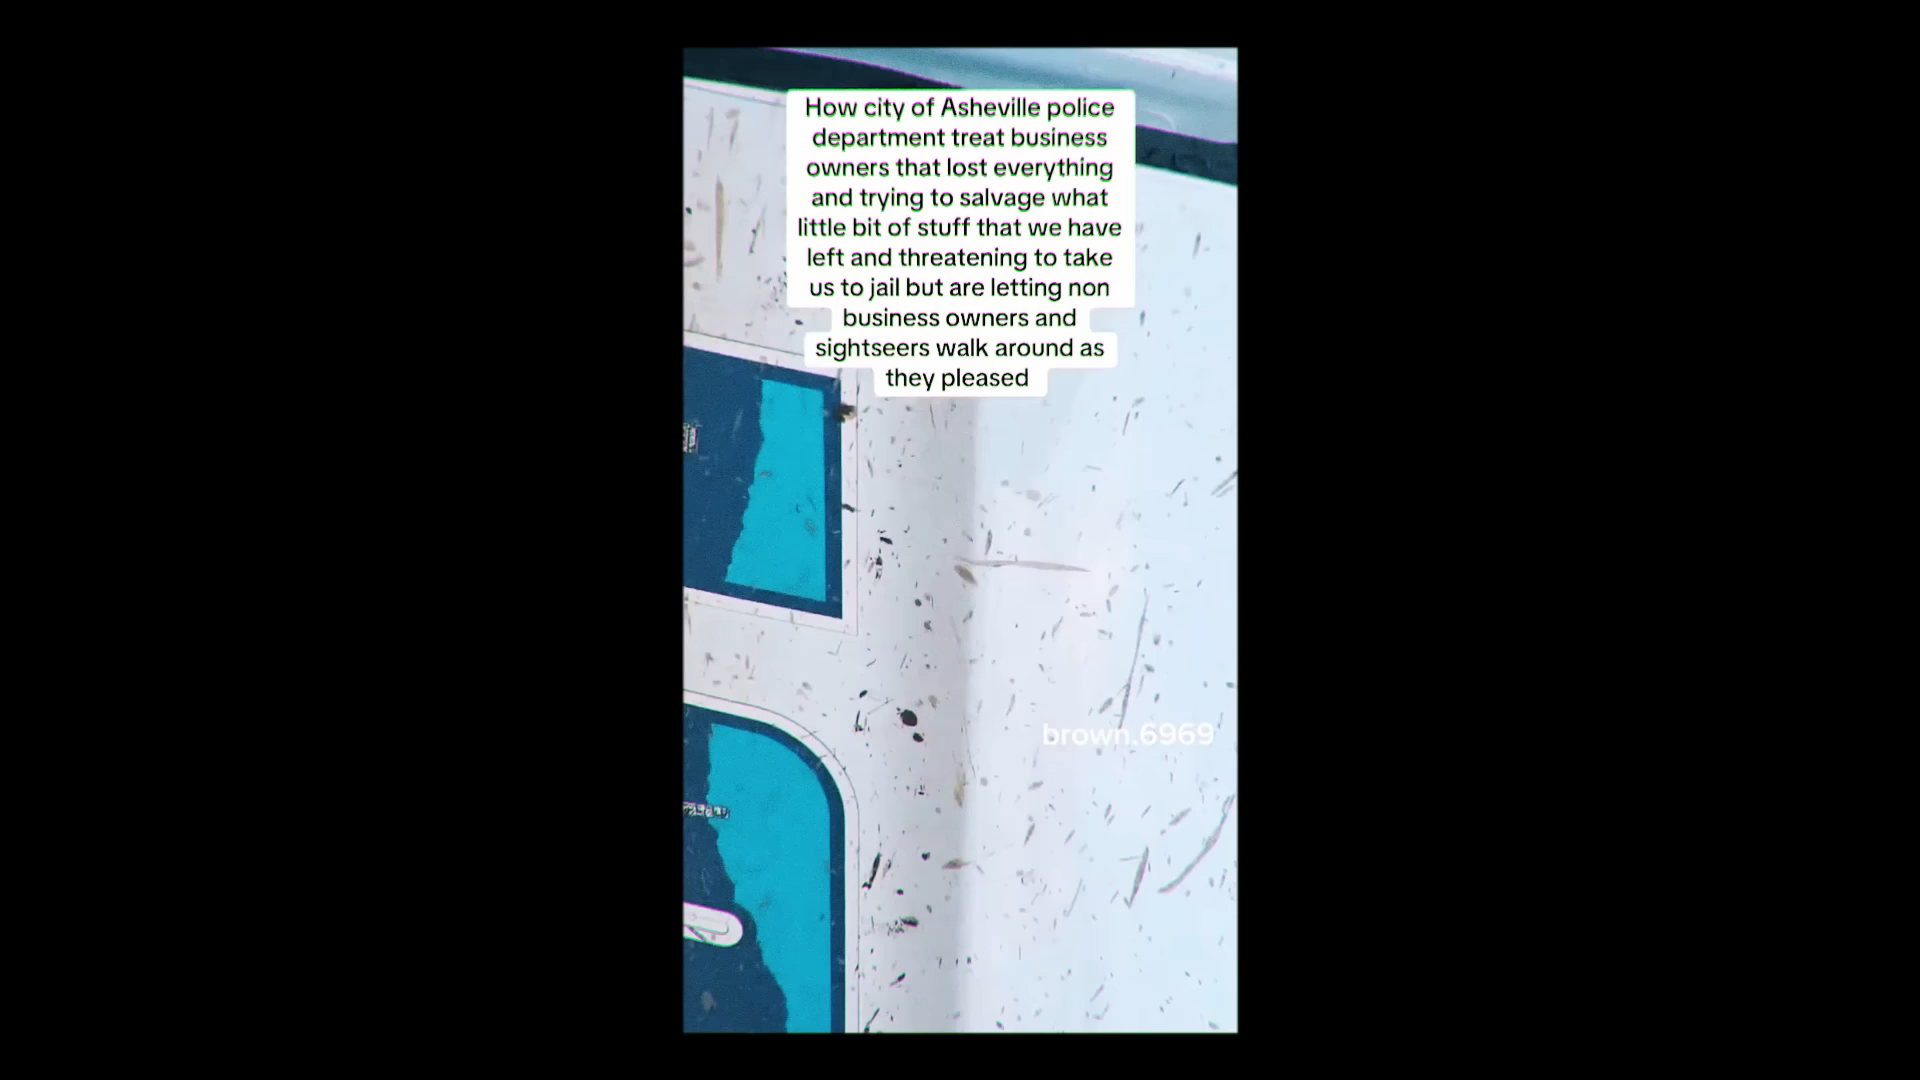 How city of Asheville police
department treat business
owners that lost everything
and trying to salvage what
little bit of stuff that we have
left and threatening to take
us to jail but are letting non
business owners and
sightseers walk around as
they pleased
brown.6969